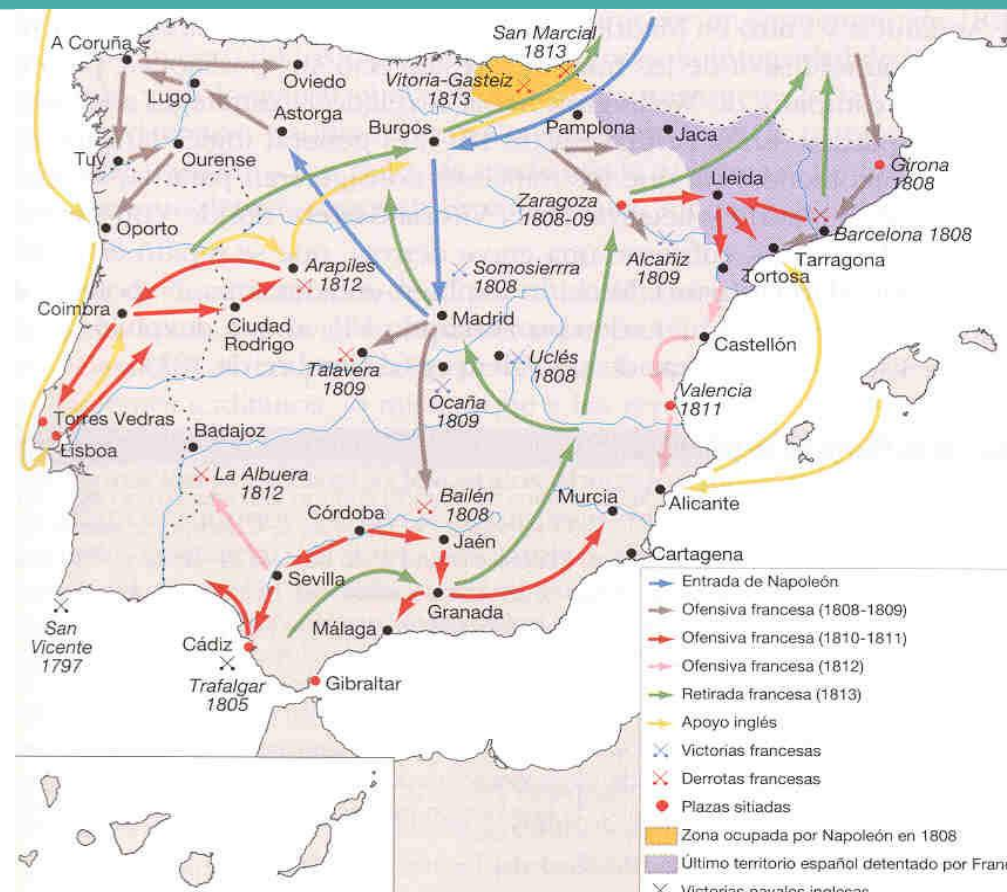 San Marcial
1813
A Coruña
Oviedo
Lugo
Vitoria-Gasteiz
1813
Astorga
Burgos
Pamplona
Jaca
Tuy
Ourense
Girona
1808
Lleida
Zaragoza
1808-09
Oporto
Barcelona 1808
Alcañiz
1809
Tarragona
Tortosa
Arapiles
1812
Somosierrra
1808
Coimbra
Ciudad
Rodrigo
Madrid
Castellón
Talavera
1809
Uclés
1808
Ocaña
1809
Valencia
1811
Torres Vedras
Lisboa
Badajoz
La Albuera
1812
Bailén
1808
Murcia
Alicante
Córdoba
Jaén
Cartagena
Sevilla
Granada
Málaga
San
Vicente
1797
Cádiz
Trafalgar
1805
Gibraltar
Entrada de Napoleón
Ofensiva francesa (1808-1809)
Ofensiva francesa (1810-1811)
Ofensiva francesa (1812)
Retirada francesa (1813)
Apoyo inglés
Victorias francesas
Derrotas francesas
Plazas sitiadas
Zona ocupada por Napoleón en 1808
Último territorio español detentado por Fran
Victorias navales inglesas